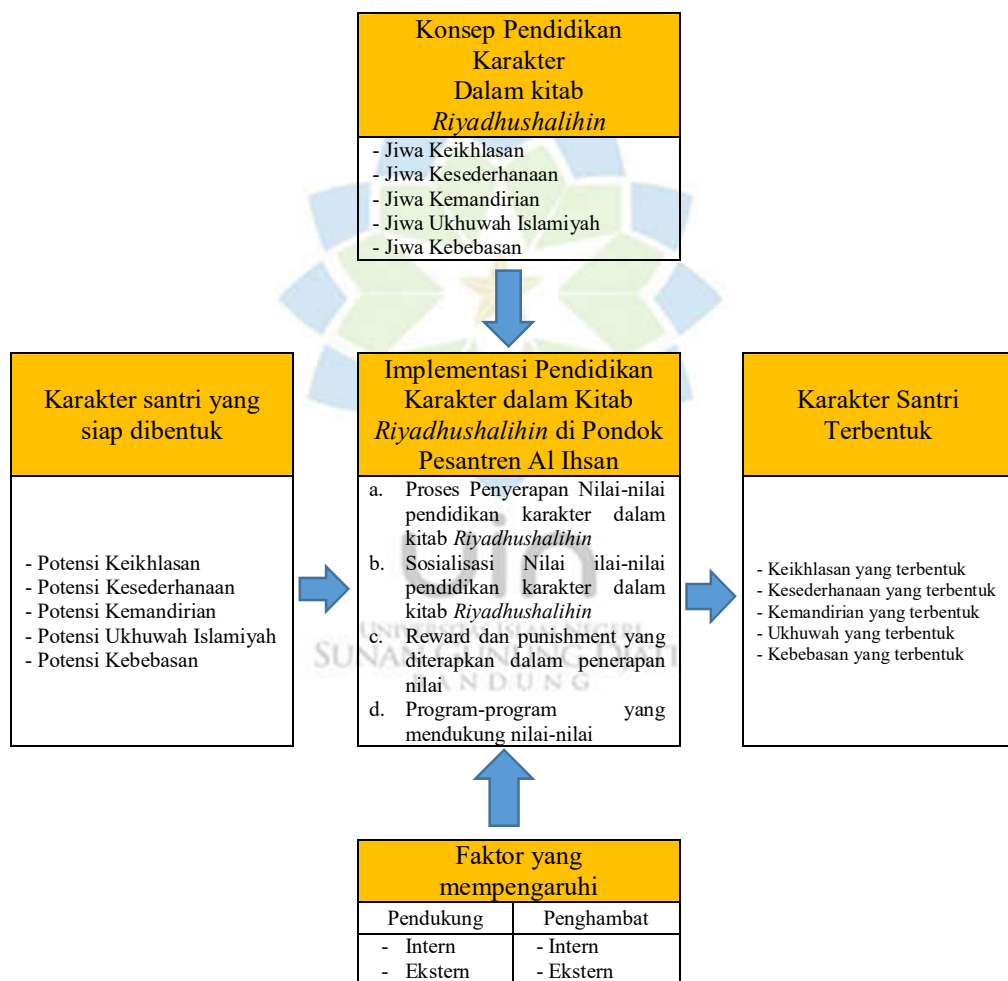 Konsep Pendidikan
Karakter
Dalam kitab
Riyadhushalihin
- Jiwa Keikhlasan
- Jiwa Kesederhanaan
- Jiwa Kemandirian
- Jiwa Ukhuwah Islamiyah
- Jiwa Kebebasan
Karakter santri yang
siap dibentuk
- Potensi Keikhlasan
- Potensi Kesederhanaan
- Potensi Kemandirian
- Potensi Ukhuwah Islamiyah
- Potensi Kebebasan
Implementasi Pendidikan
Karakter dalam Kitab
Riyadhushalihin di Pondok
Pesantren Al Ihsan
a. Proses Penyerapan Nilai-nilai
pendidikan karakter dalam
kitab Riyadhushalihin
b. Sosialisasi Nilai ilai-nilai
pendidikan karakter dalam
kitab Riyadhushalihin
c. Reward dan punishment yang
diterapkan dalam penerapan
nilai
d. Program-program yang
mendukung nilai-nilai
Karakter Santri
Terbentuk
- Keikhlasan yang terbentuk
- Kesederhanaan yang terbentuk
- Kemandirian yang terbentuk
- Ukhuwah yang terbentuk
- Kebebasan yang terbentuk
Faktor yang
mempengaruhi
Pendukung
Penghambat
- Intern
- Ekstern
- Intern
- Ekstern
uin
UNIVERSITAS ISLAM NEGERI
SUNAN GUNUNG DJATI
BANDUNG